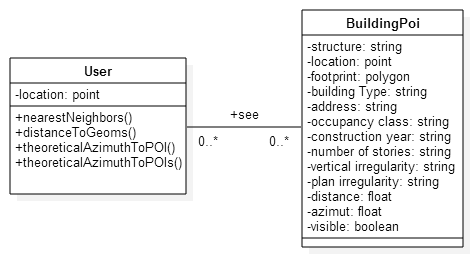 User
-location: point
+nearestNeighbors()
+distanceToGeoms()
+theoreticalAzimuthToPOI()
+theoreticalAzimuthToPOIs()
+see
0..*
0..*
BuildingPoi
-structure: string
-location: point
-footprint: polygon
-building Type: string
-address: string
-occupancy class: string
-construction year: string
-number of stories: string
-vertical irregularity: string
-plan irregularity: string
-distance: float
-azimut: float
-visible: boolean